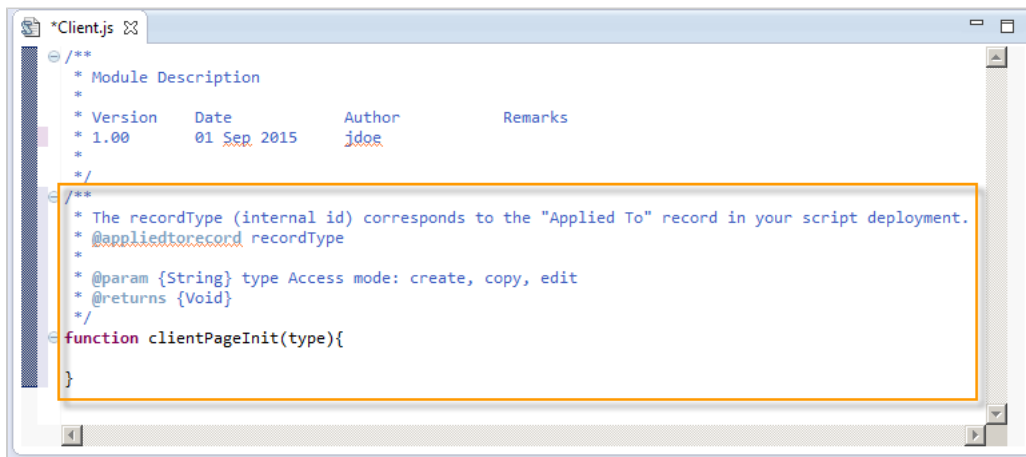 *Client.js
/**
* Module Description
*
* Version Date Author Remarks
* 1.00 01 Sep 2015 jdoe
*
*/
/**
* The recordType (internal id) corresponds to the "Applied To" record in your script deployment.
* @appliedtorecord recordType
*
* @param {String} type Access mode: create, copy, edit
* @returns {Void}
*/
function clientPageInit(type){
}